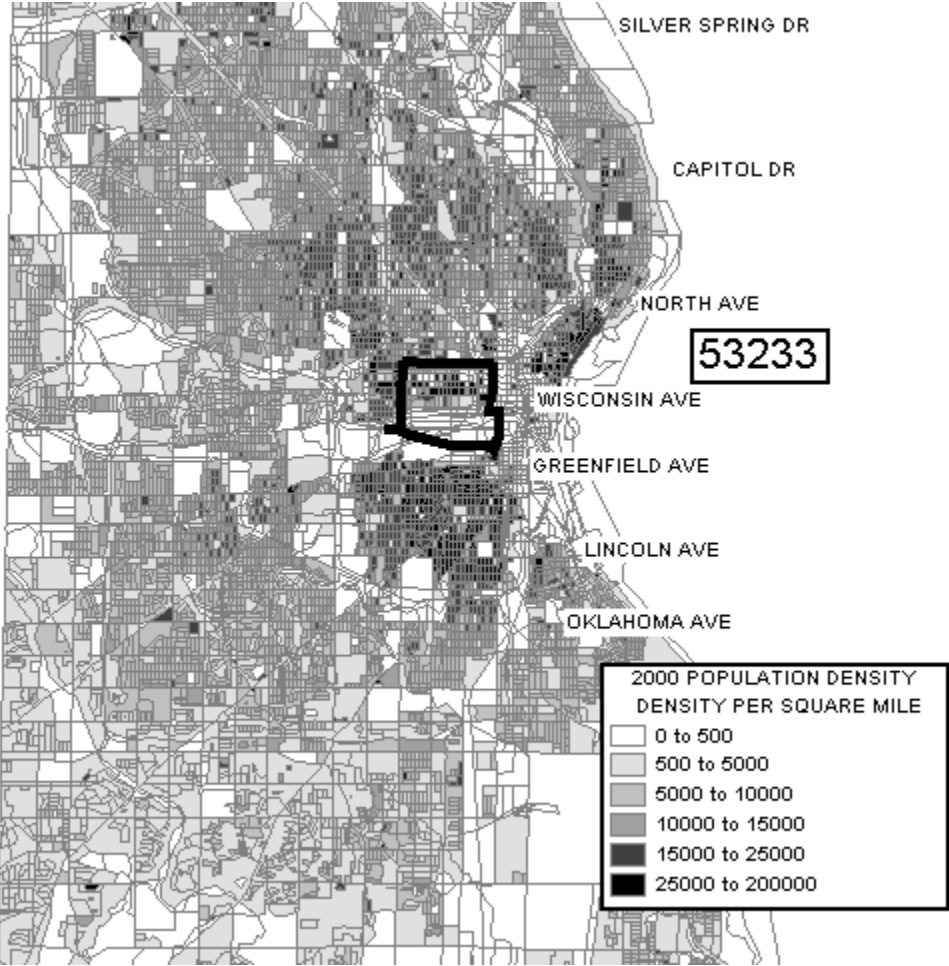 SILVER SPRING DR
CAPITOL DR
NORTH AVE
53233
WISCONSIN AVE
GREENFIELD AVE
LINCOLN AVE
OKLAHOMA AVE
2000 POPULATION DENSITY
DENSITY PER SQUARE MILE
0 to 500
500 to 5000
5000 to 10000
10000 to 15000
15000 to 25000
25000 to 200000